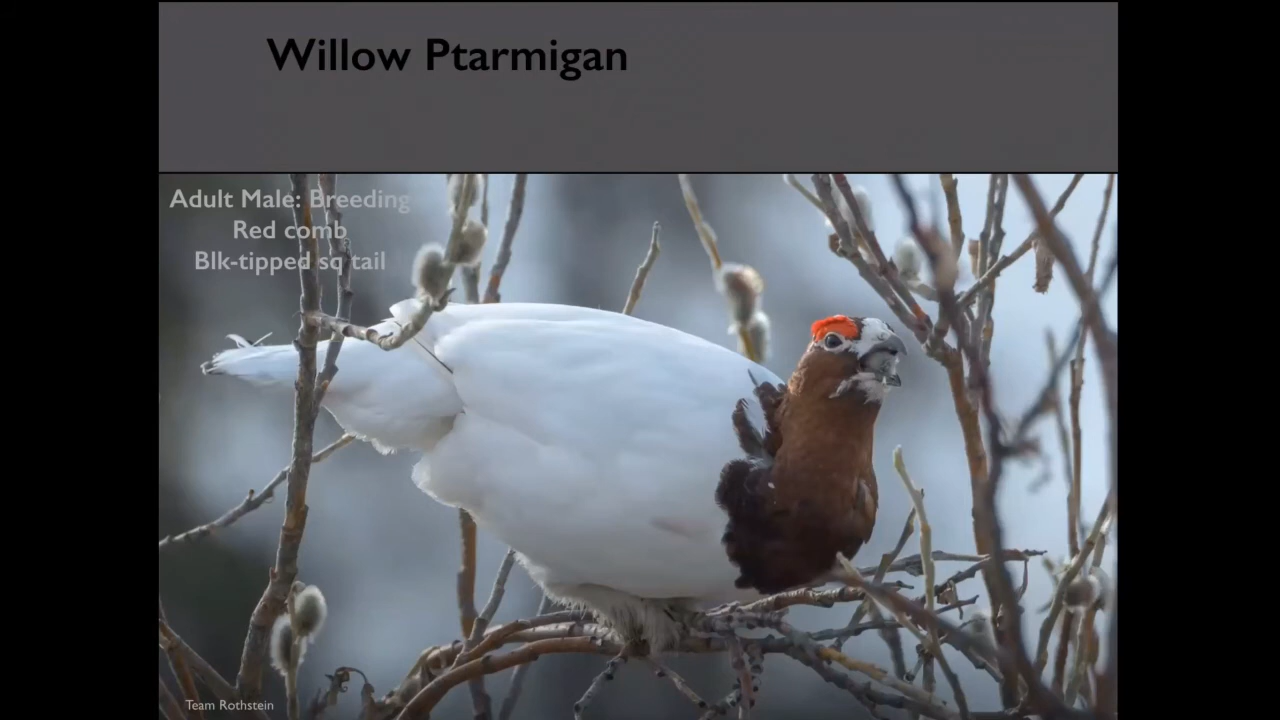 Willow Ptarmigan
Adult Male: Breeding
Red comb
Blk-tipped sq tail
Team Rothstein